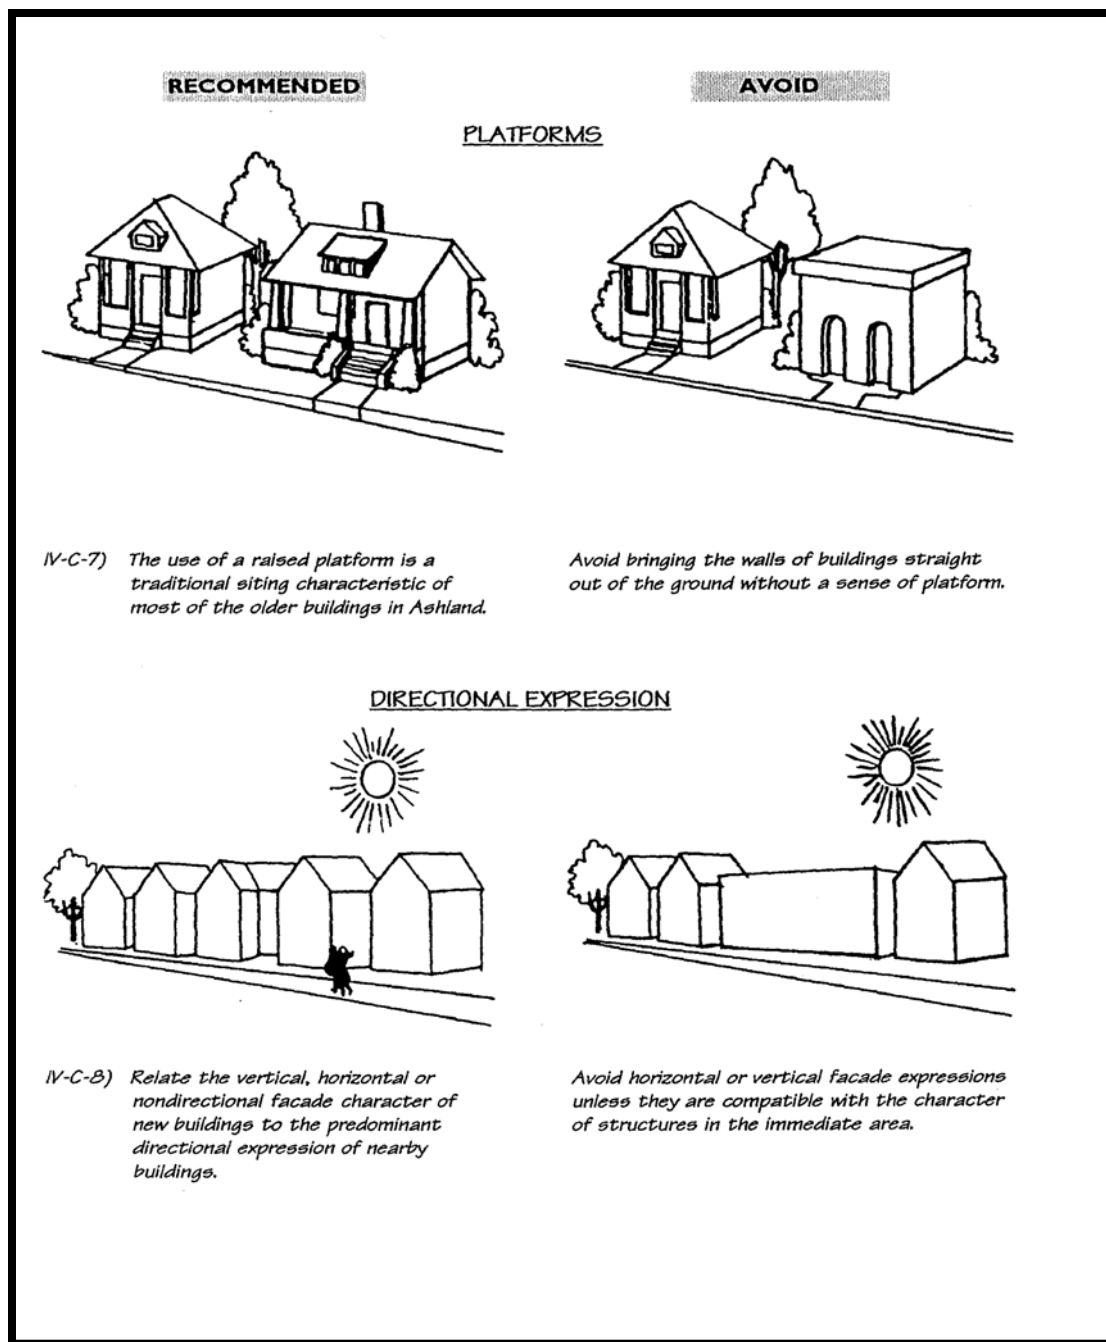 RECOMMENDED
AVOID
PLATFORMS
IV-C-7) The use of a raised platform is a
traditional siting characteristic of
most of the older buildings in Ashland.
Avoid bringing the walls of buildings straight
out of the ground without a sense of platform.
DIRECTIONAL EXPRESSION
IV-C-8) Relate the vertical, horizontal or
nondirectional facade character of
new buildings to the predominant
directional expression of nearby
buildings.
Avoid horizontal or vertical facade expressions
unless they are compatible with the character
of structures in the immediate area.